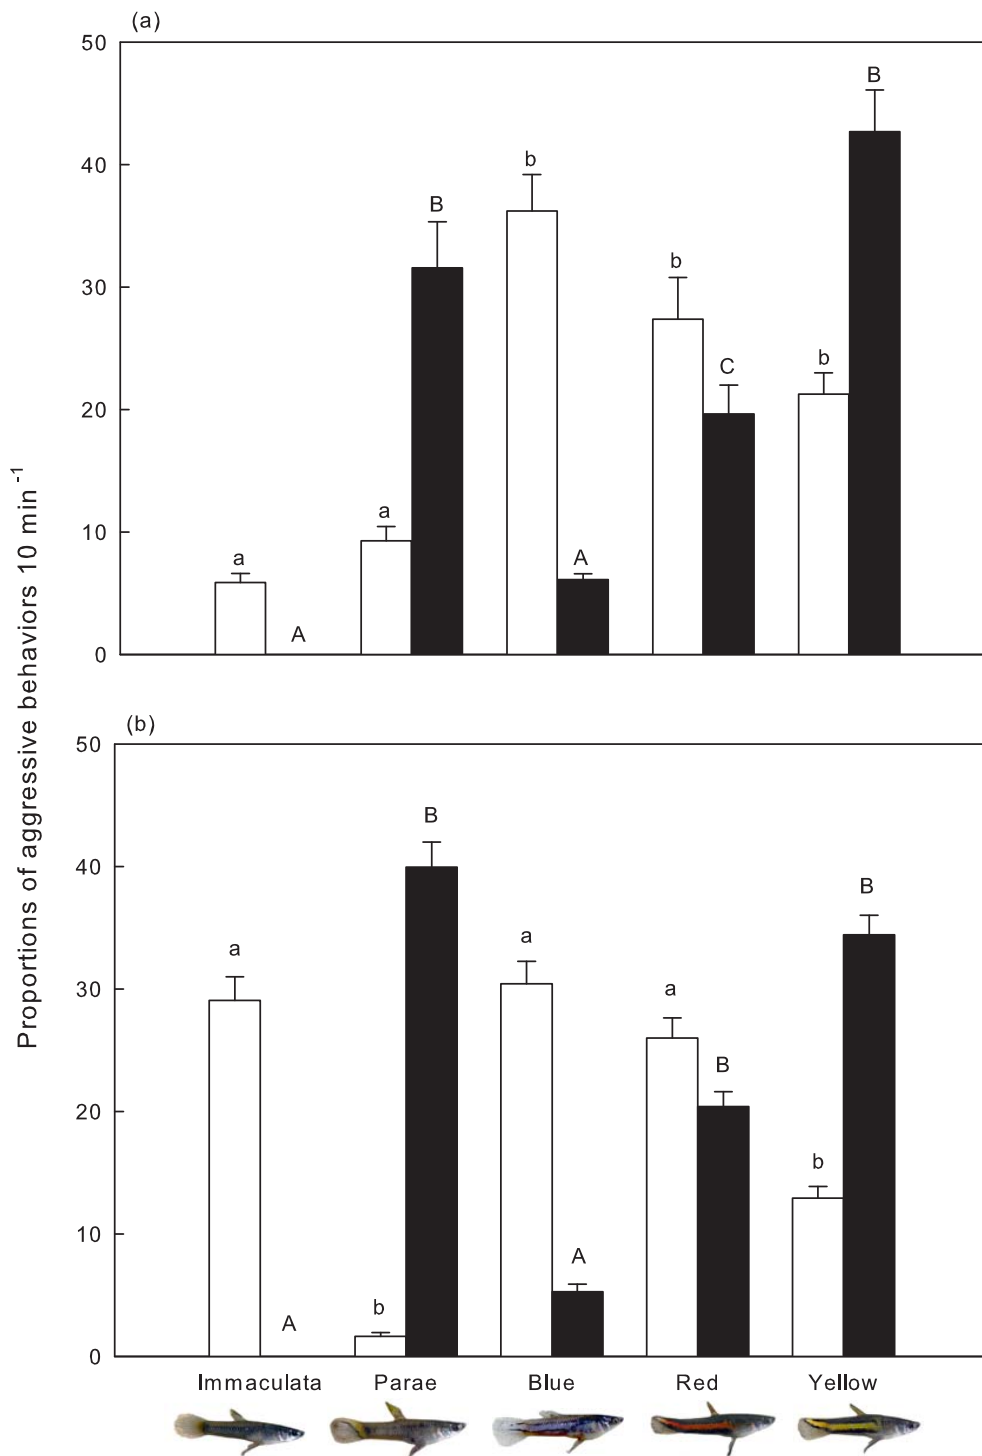 (a)
50
40
30
20
10
0
a
A
a
B
b
A
b
C
b
B
Proportions of aggressive behaviors 10 min⁻¹
(b)
50
40
30
20
10
0
a
A
b
B
a
A
a
B
b
B
Immaculata Parae Blue Red Yellow